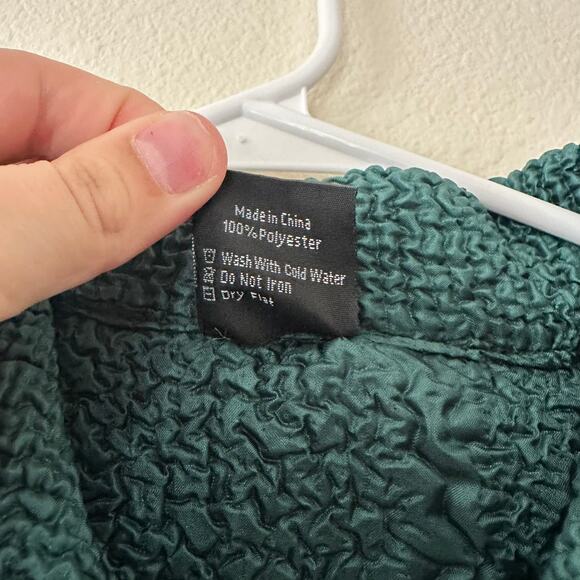 Made in China
100% Polyester
Wash With Cold Water
Do Not Iron
Dry Flat